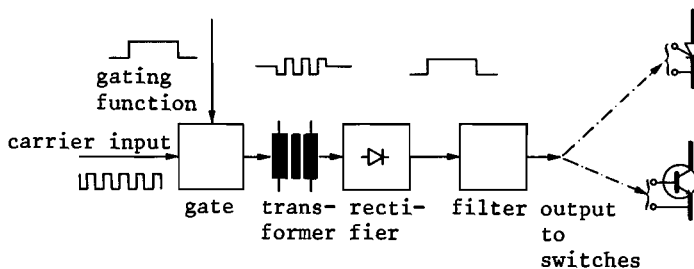 gating
function
carrier input
gate
trans-
former
recti-
fier
filter
output
to
switches